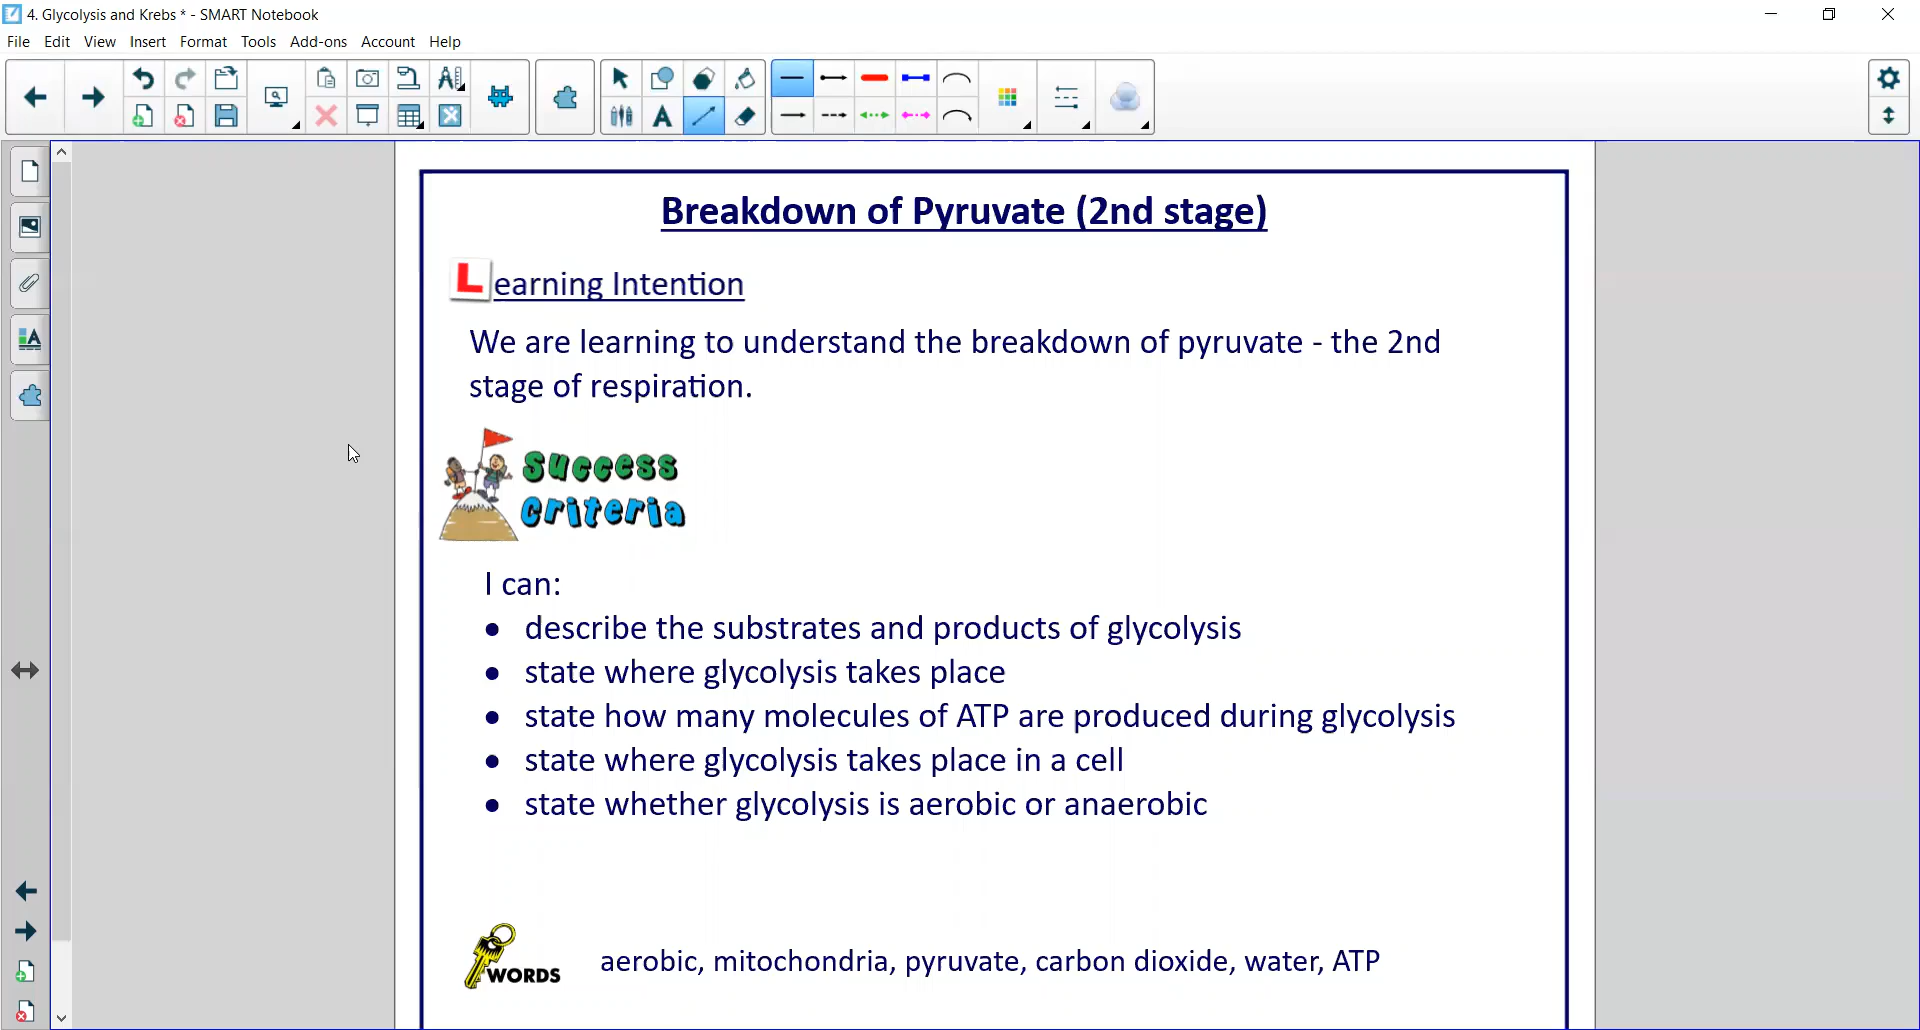 4. Glycolysis and Krebs * - SMART Notebook
File Edit View Insert Format Tools Add-ons Account Help
Breakdown of Pyruvate (2nd stage)
Learning Intention
We are learning to understand the breakdown of pyruvate - the 2nd
stage of respiration.
Success
Criteria
I can:
• describe the substrates and products of glycolysis
• state where glycolysis takes place
• state how many molecules of ATP are produced during glycolysis
• state where glycolysis takes place in a cell
• state whether glycolysis is aerobic or anaerobic
WORDS aerobic, mitochondria, pyruvate, carbon dioxide, water, ATP